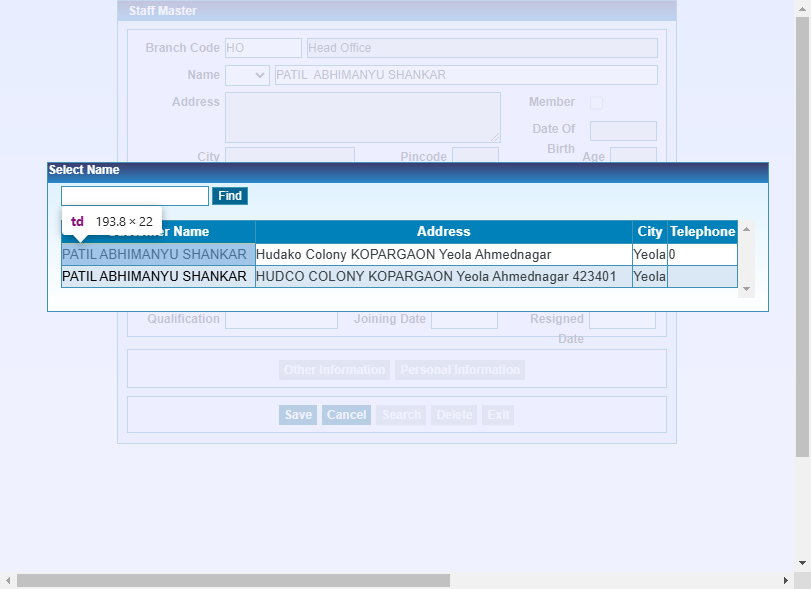 Staff Master
Branch Code HO Head Office
Name PATIL ABHIMANYU SHANKAR
Address Member
Date Of
Birth
City Pincode Age
Select Name
Find
td 193.8 × 22
Name Address City Telephone
PATIL ABHIMANYU SHANKAR Hudako Colony KOPARGAON Yeola Ahmednagar Yeola 0
PATIL ABHIMANYU SHANKAR HUDCO COLONY KOPARGAON Yeola Ahmednagar 423401 Yeola
Qualification Joining Date Resigned
Date
Other Information Personal Information
Save Cancel Search Delete Exit